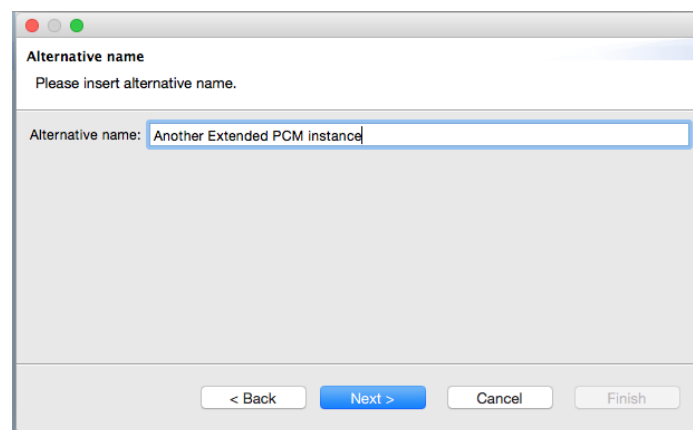 Alternative name
Please insert alternative name.
Alternative name: Another Extended PCM instance
< Back Next > Cancel Finish